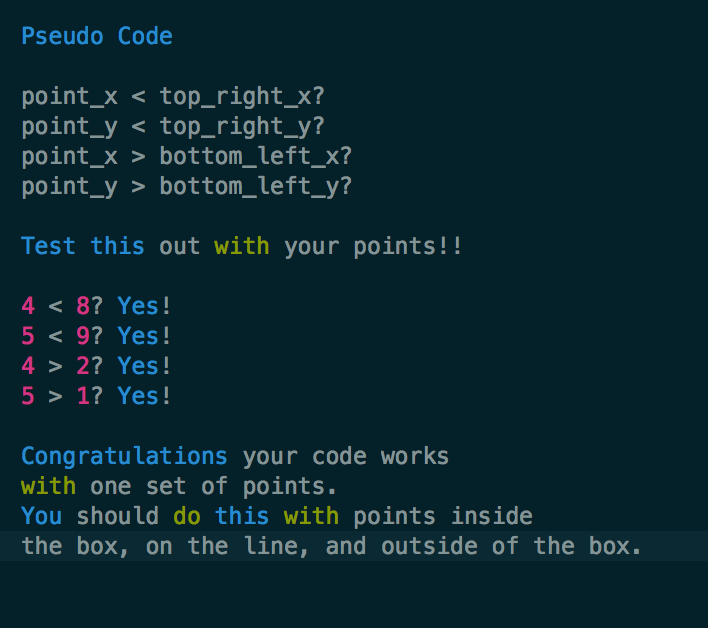 Pseudo Code
point_x < top_right_x?
point_y < top_right_y?
point_x > bottom_left_x?
point_y > bottom_left_y?
Test this out with your points!!
4 < 8? Yes!
5 < 9? Yes!
4 > 2? Yes!
5 > 1? Yes!
Congratulations your code works
with one set of points.
You should do this with points inside
the box, on the line, and outside of the box.